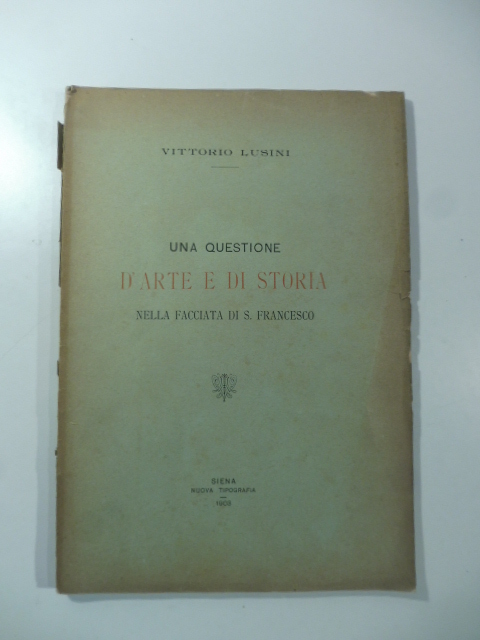 VITTORIO LUSINI
UNA QUESTIONE
D'ARTE E DI STORIA
NELLA FACCIATA DI S. FRANCESCO
SIENA
NUOVA TIPOGRAFIA